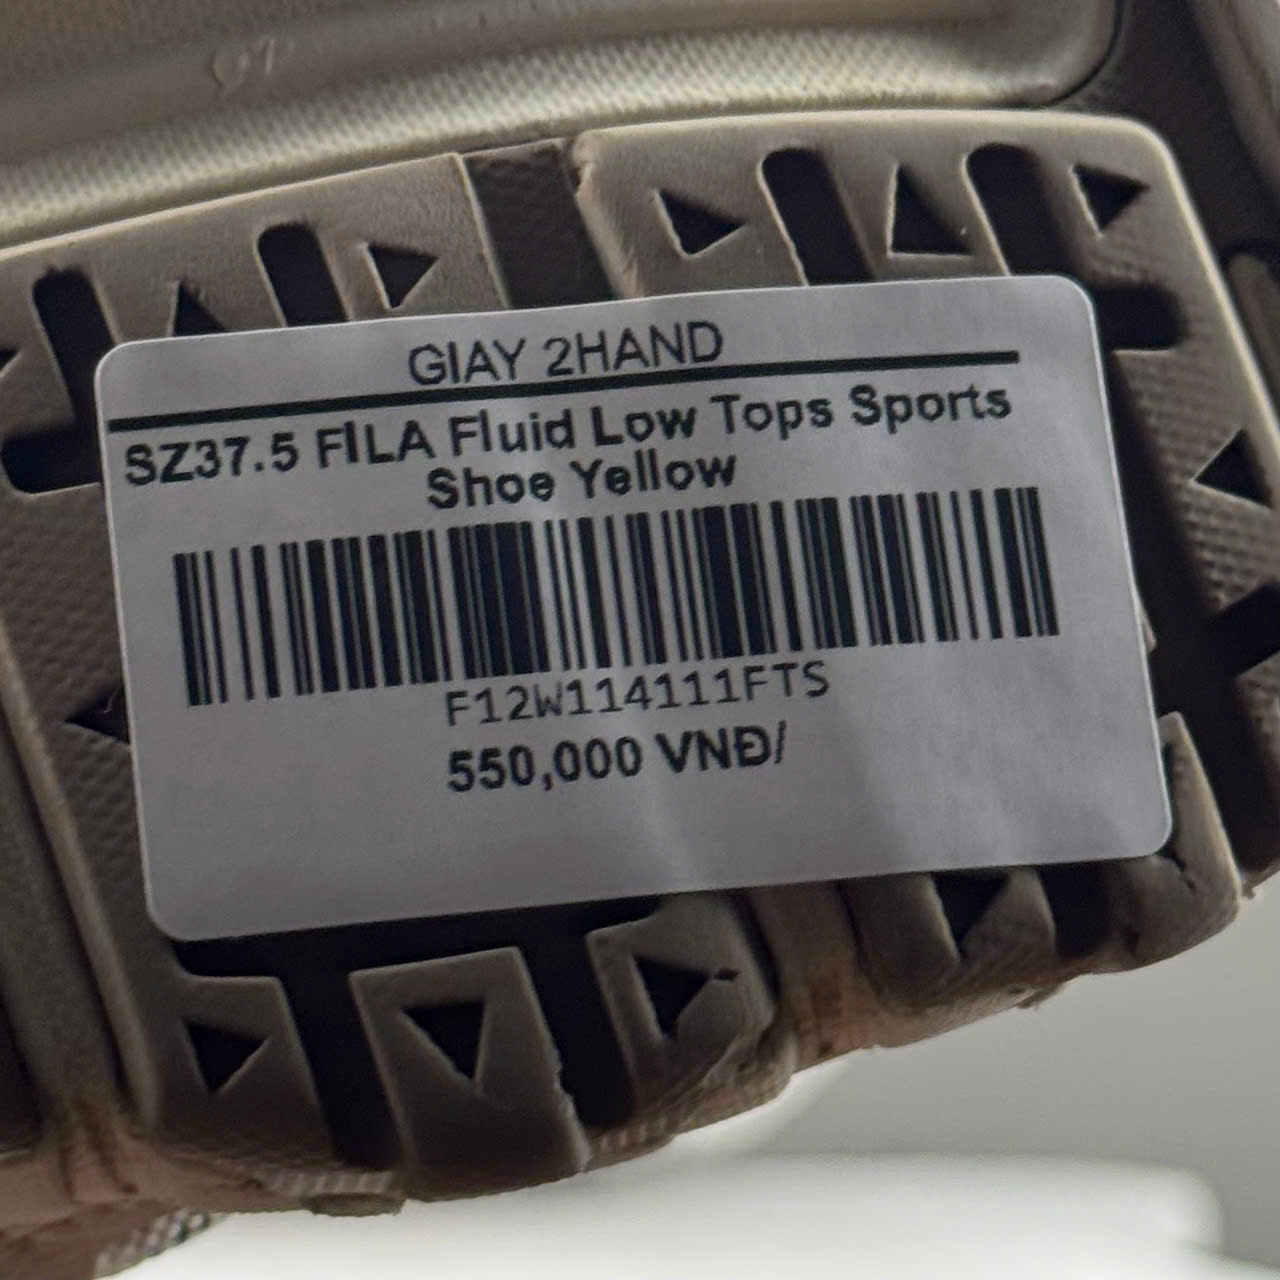 GIAY 2HAND
SZ37.5 FILA Fluid Low Tops Sports
Shoe Yellow
F12W114111FTS
550,000 VNĐ/